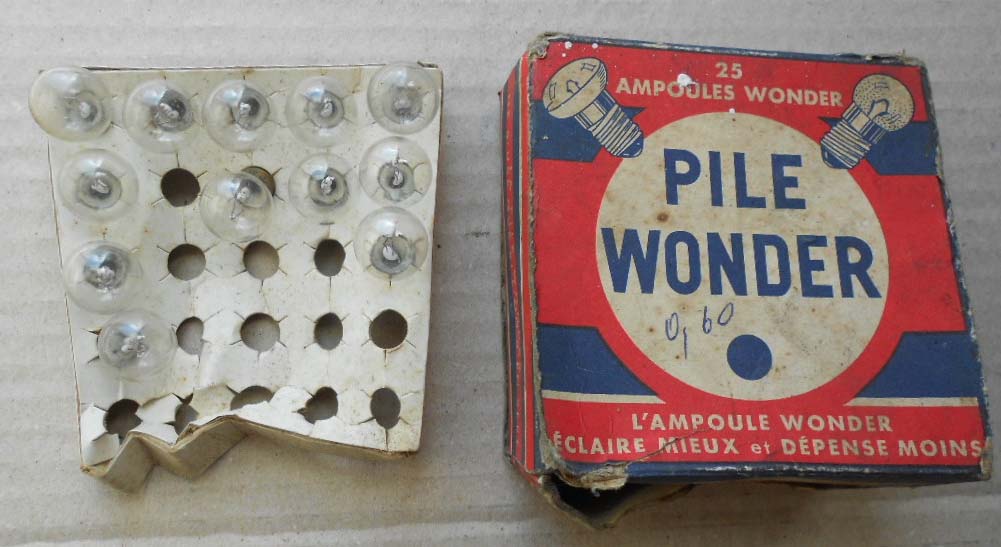 25
AMPOULES WONDER
PILE
WONDER
0,60
L'AMPOULE WONDER
ÉCLAIRE MIEUX et DÉPENSE MOINS